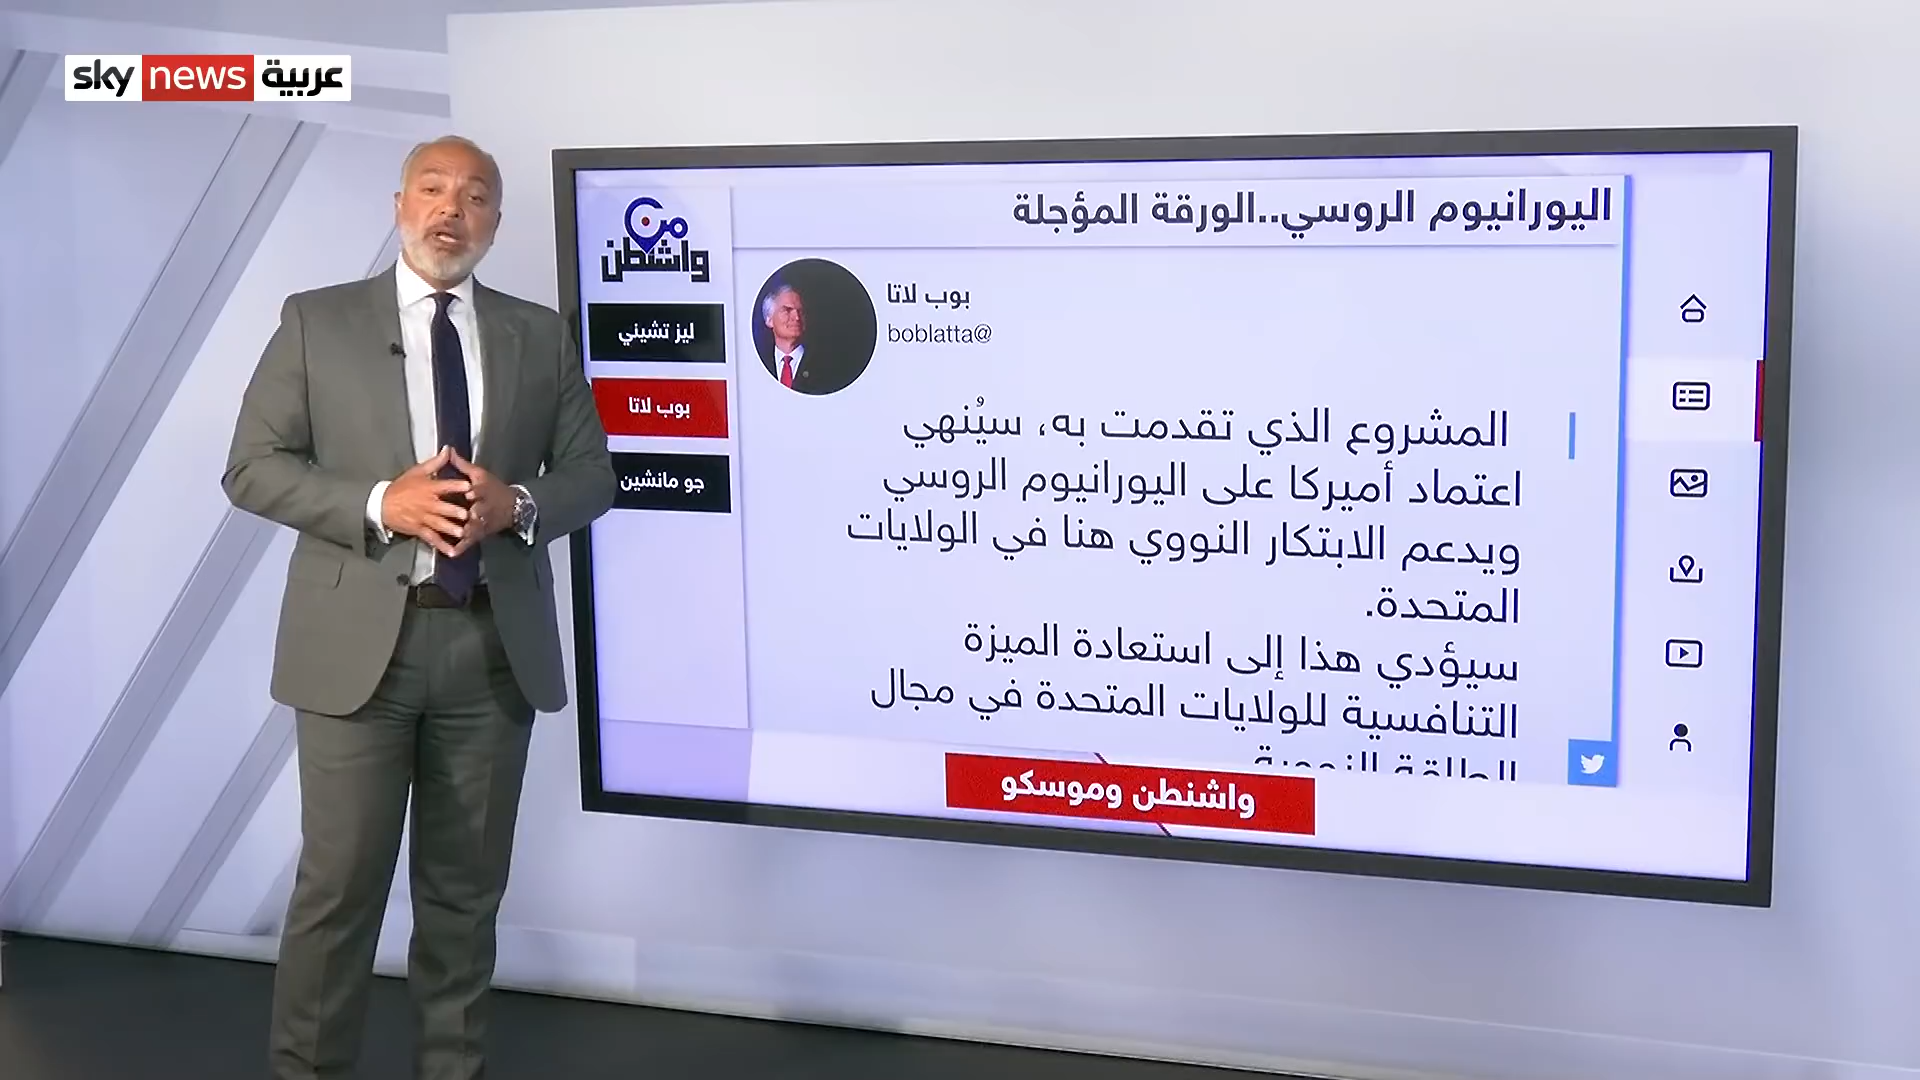 sky news عربية
اليورانيوم الروسي..الورقة المؤجلة
من واشنطن
ليز تشيني
بوب لاتا
جو مانشين
بوب لاتا
boblatta@
المشروع الذي تقدمت به، سيُنهي
اعتماد أميركا على اليورانيوم الروسي
ويدعم الابتكار النووي هنا في الولايات
المتحدة.
سيؤدي هذا إلى استعادة الميزة
التنافسية للولايات المتحدة في مجال
واشنطن وموسكو